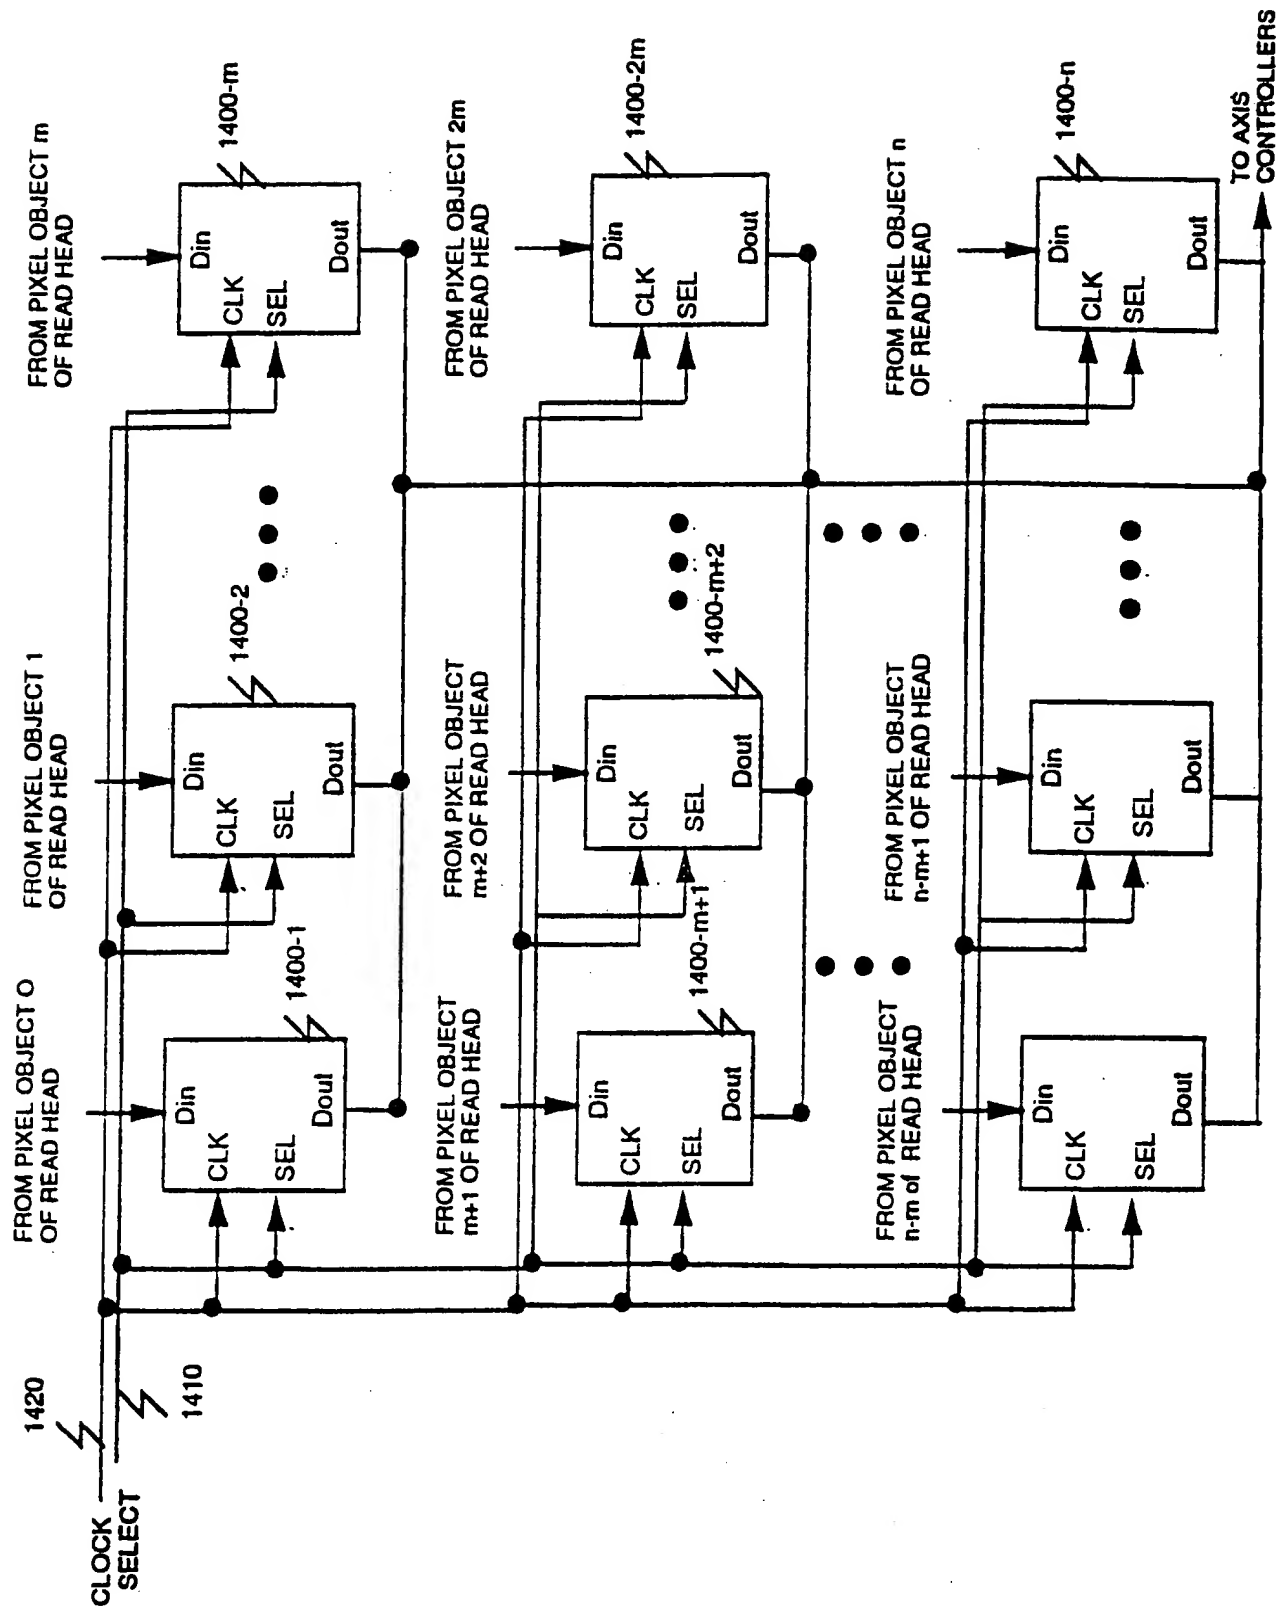 CLOCK
SELECT
1420
1410
FROM PIXEL OBJECT O
OF READ HEAD
1400-1
Din
CLK
SEL
Dout
FROM PIXEL OBJECT 1
OF READ HEAD
1400-2
Din
CLK
SEL
Dout
FROM PIXEL OBJECT m
OF READ HEAD
1400-m
Din
CLK
SEL
Dout
FROM PIXEL OBJECT
m+1 OF READ HEAD
1400-m+1
Din
CLK
SEL
Dout
FROM PIXEL OBJECT
m+2 OF READ HEAD
1400-m+2
Din
CLK
SEL
Dout
FROM PIXEL OBJECT 2m
OF READ HEAD
1400-2m
Din
CLK
SEL
Dout
FROM PIXEL OBJECT
n-m of READ HEAD
Din
CLK
SEL
Dout
FROM PIXEL OBJECT
n-m+1 OF READ HEAD
Din
CLK
SEL
Dout
FROM PIXEL OBJECT n
OF READ HEAD
1400-n
Din
CLK
SEL
Dout
TO AXIS
CONTROLLERS